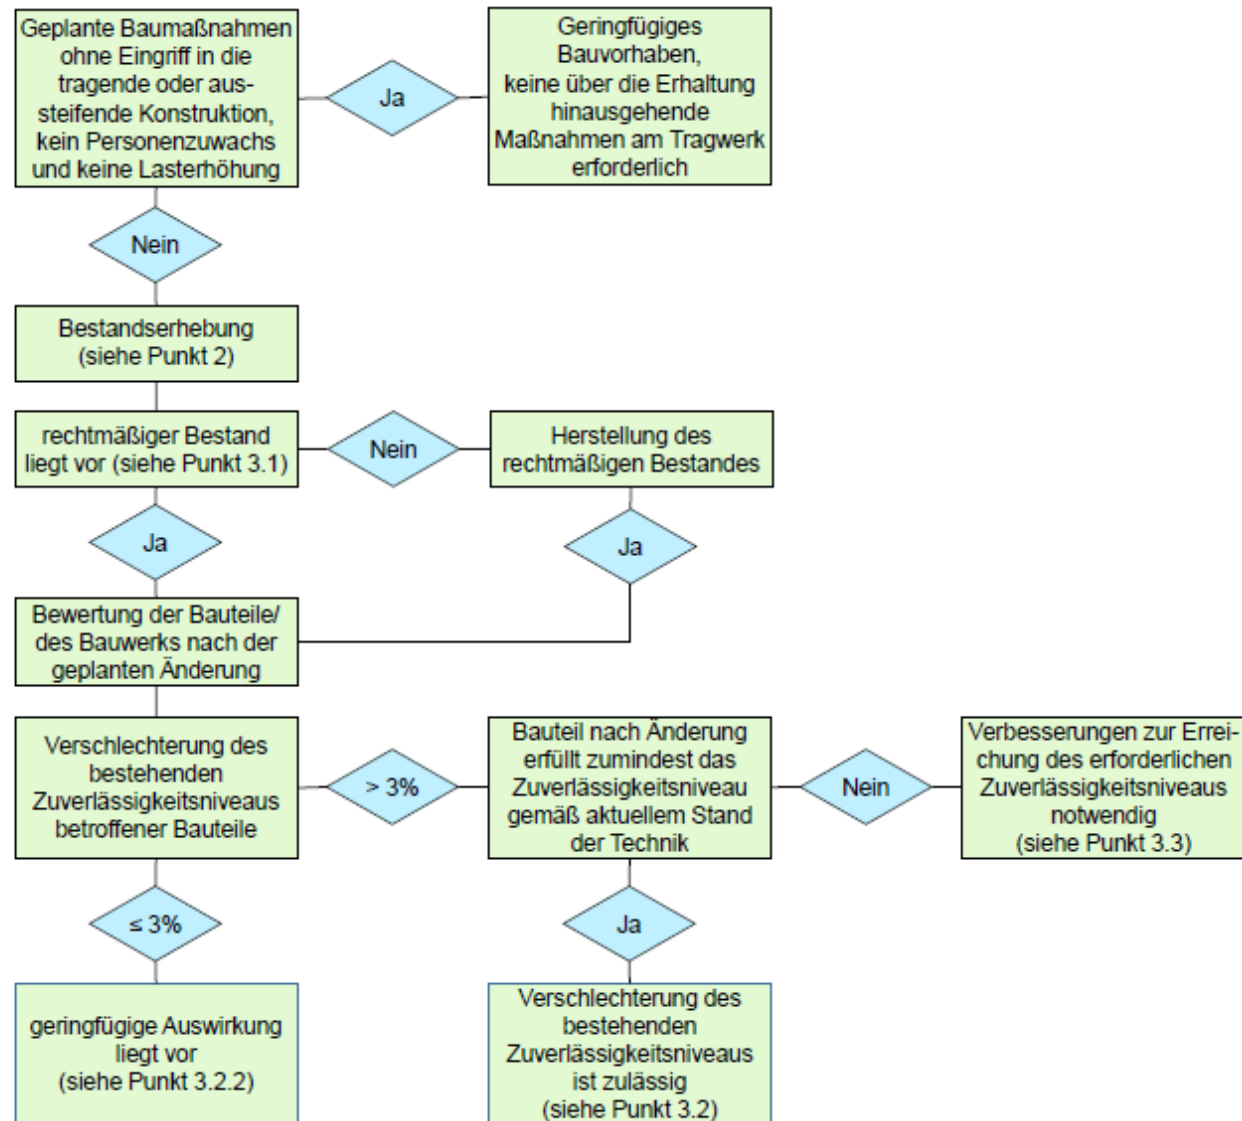 Geplante Baumaßnahmen
ohne Eingriff in die
tragende oder aus-
steifende Konstruktion,
kein Personenzuwachs
und keine Lasterhöhung
Ja
Geringfügiges
Bauvorhaben,
keine über die Erhaltung
hinausgehende
Maßnahmen am Tragwerk
erforderlich
Nein
Bestandserhebung
(siehe Punkt 2)
rechtmäßiger Bestand
liegt vor (siehe Punkt 3.1)
Nein
Herstellung des
rechtmäßigen Bestandes
Ja
Ja
Bewertung der Bauteile/
des Bauwerks nach der
geplanten Änderung
Verschlechterung des
bestehenden
Zuverlässigkeitsniveaus
betroffener Bauteile
> 3%
Bauteil nach Änderung
erfüllt zumindest das
Zuverlässigkeitsniveau
gemäß aktuellem Stand
der Technik
Nein
Verbesserungen zur Errei-
chung des erforderlichen
Zuverlässigkeitsniveaus
notwendig
(siehe Punkt 3.3)
≤ 3%
Ja
geringfügige Auswirkung
liegt vor
(siehe Punkt 3.2.2)
Verschlechterung des
bestehenden
Zuverlässigkeitsniveaus
ist zulässig
(siehe Punkt 3.2)